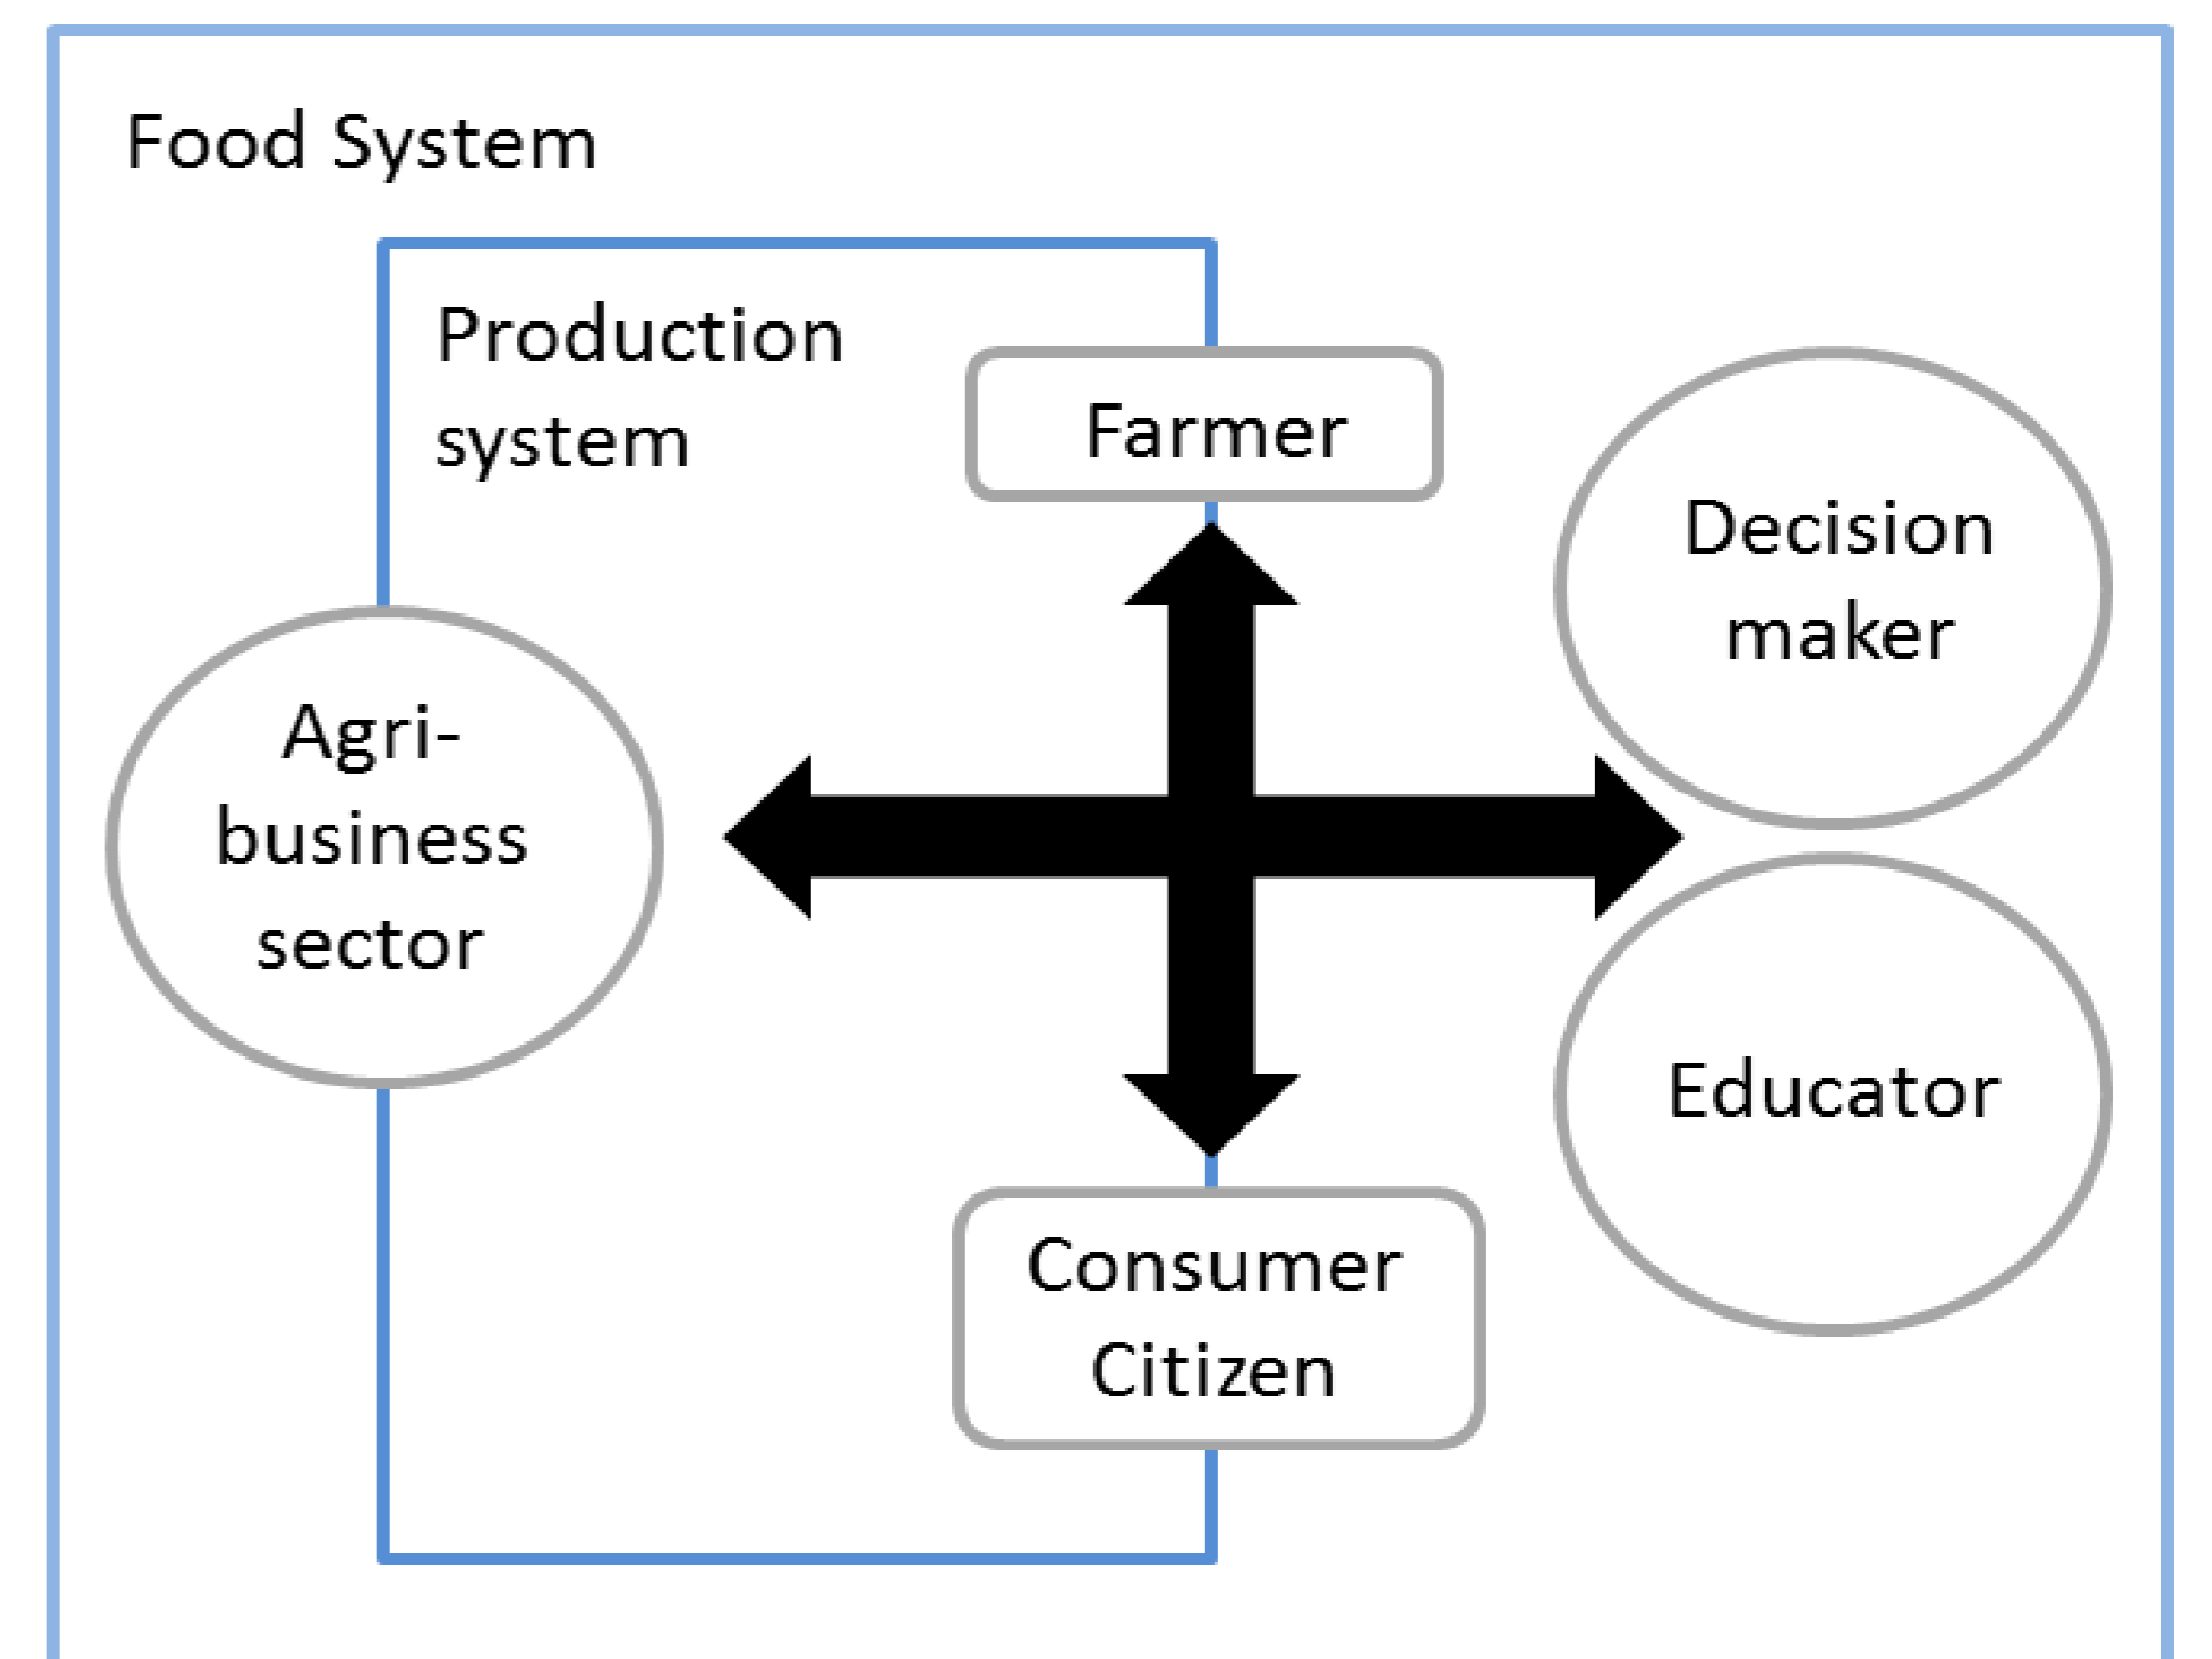 Food System
Production
system
Farmer
Decision
maker
Agri-
business
sector
Educator
Consumer
Citizen